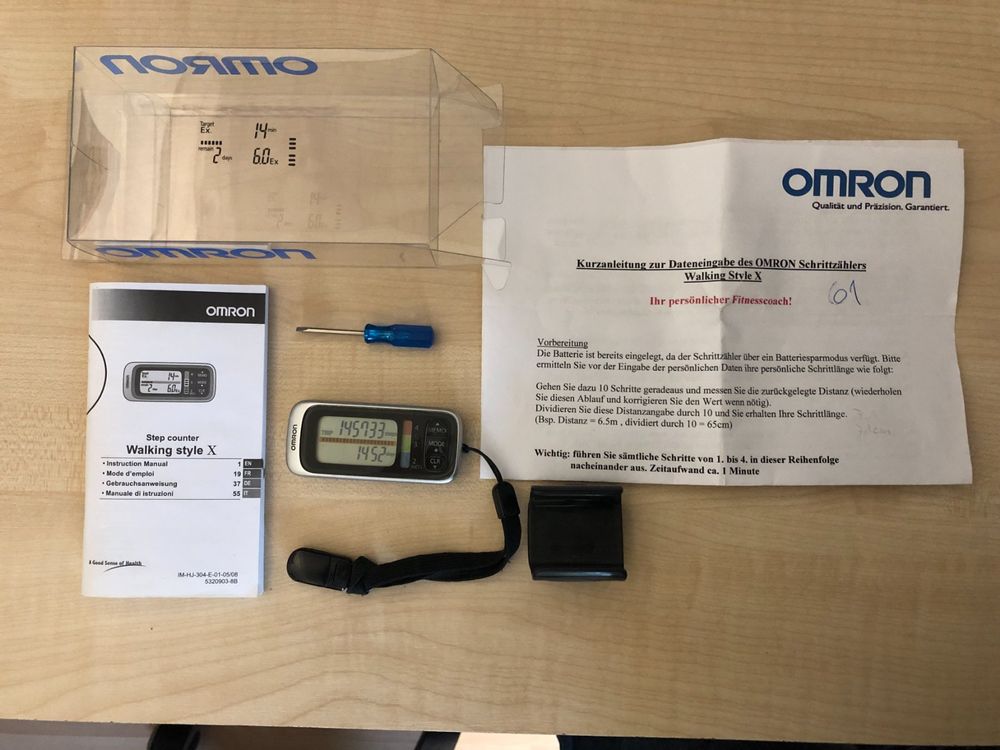 OMRON
Target
Ex.
14 min
remain 2 days
6.0 Ex
OMRON
OMRON
Qualität und Präzision. Garantiert.
Kurzanleitung zur Dateneingabe des OMRON Schrittzählers
Walking Style X
Ihr persönlicher Fitnesscoach!
61
Vorbereitung
Die Batterie ist bereits eingelegt, da der Schrittzähler über ein Batteriesparmodus verfügt. Bitte
ermitteln Sie vor der Eingabe der persönlichen Daten ihre persönliche Schrittlänge wie folgt:
Gehen Sie dazu 10 Schritte geradeaus und messen Sie die zurückgelegte Distanz (wiederholen
Sie diesen Ablauf und korrigieren Sie den Wert wenn nötig).
Dividieren Sie diese Distanzangabe durch 10 und Sie erhalten Ihre Schrittlänge.
(Bsp. Distanz = 6.5m , dividiert durch 10 = 65cm)
Wichtig: führen Sie sämtliche Schritte von 1. bis 4. in dieser Reihenfolge
nacheinander aus. Zeitaufwand ca. 1 Minute
OMRON
Step counter
Walking style X
• Instruction Manual 1 EN
• Mode d'emploi 19 FR
• Gebrauchsanweisung 37 DE
• Manuale di istruzioni 55 IT
A Good Sense of Health
IM-HJ-304-E-01-05/08
5320903-8B
OMRON
145733
1452
MEMO
MODE
CLR